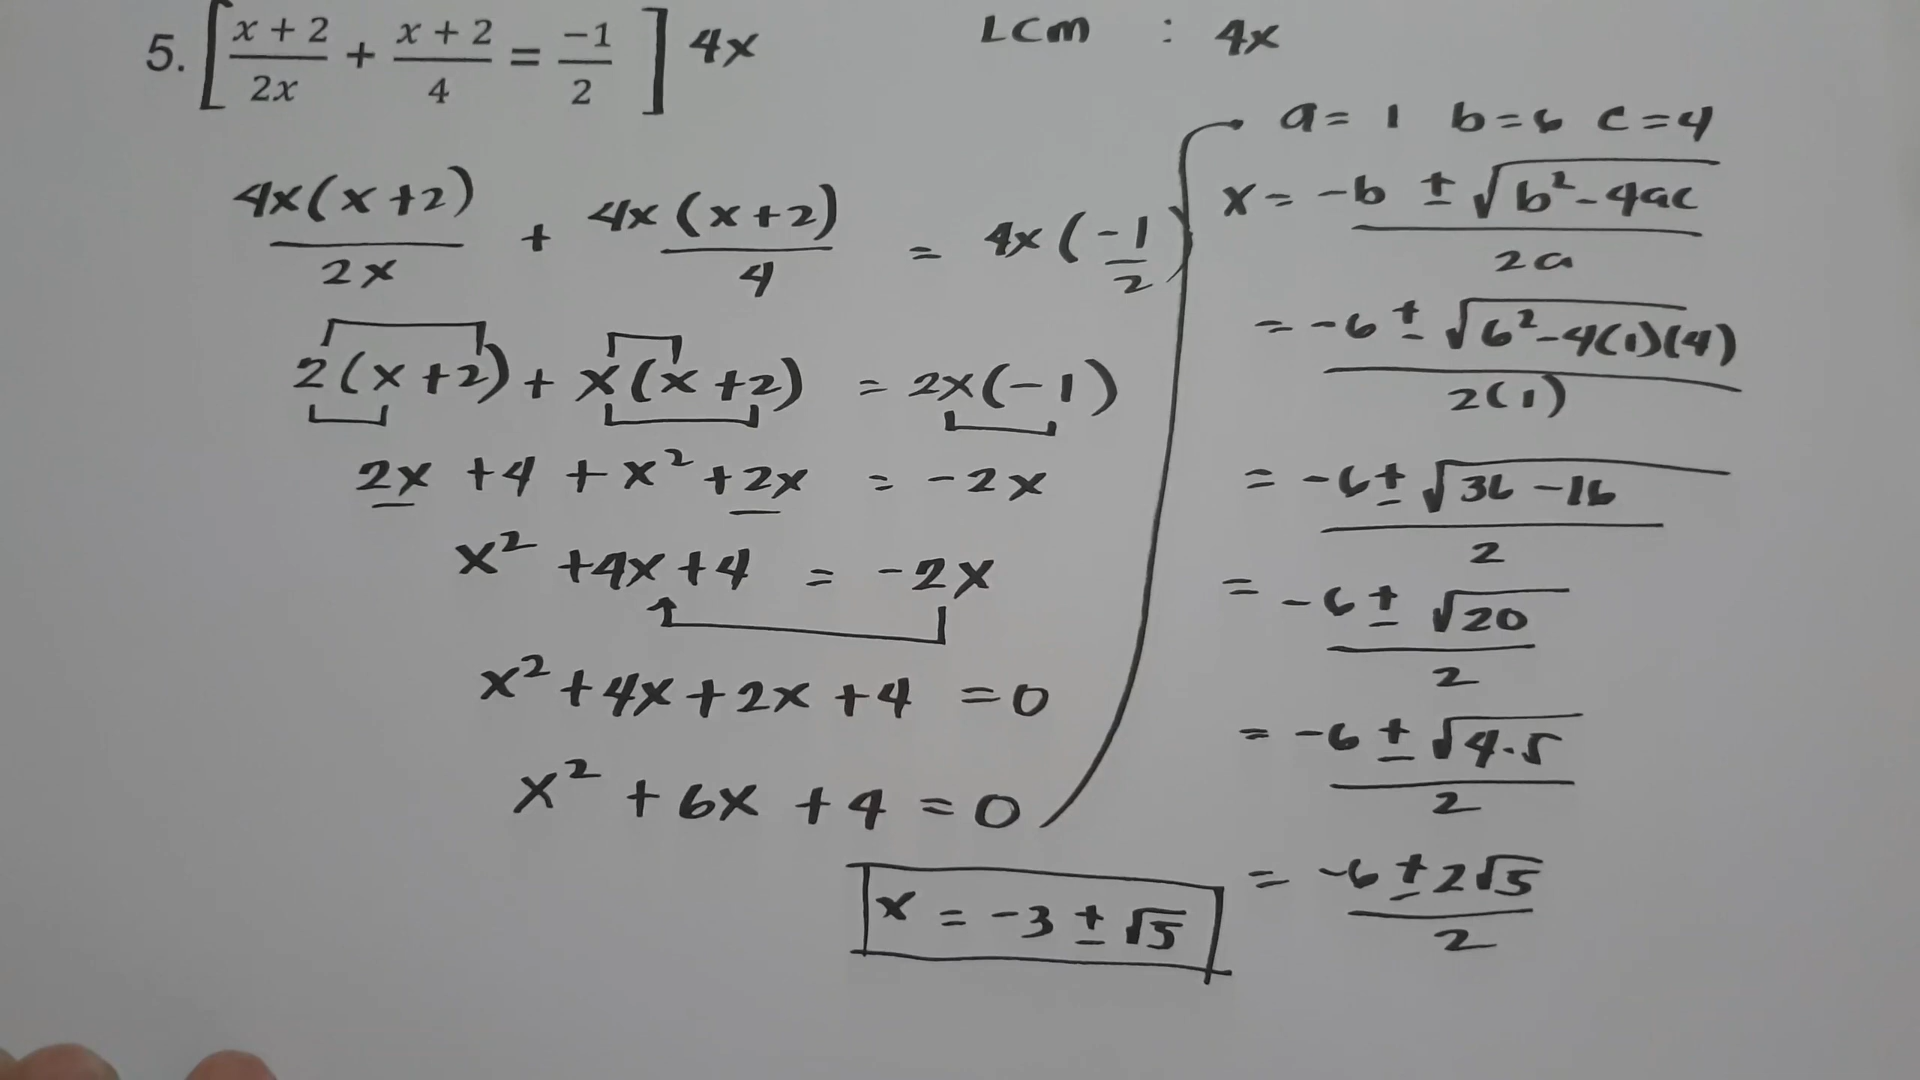 5. [x + 2 / 2x + x + 2 / 4 = −1 / 2] 4x
LCM : 4x
4x(x+2) / 2x + 4x(x+2) / 4 = 4x(-1/2)
2(x+2) + x(x+2) = 2x(-1)
2x +4 + x² +2x = -2x
x² +4x +4 = -2x
x² +4x +2x +4 = 0
x² + 6x + 4 = 0
a = 1 b = 6 c = 4
x = -b ± √b²-4ac / 2a
= -6 ± √6²-4(1)(4) / 2(1)
= -6 ± √36 -16 / 2
= -6 ± √20 / 2
= -6 ± √4·5 / 2
= -6 ± 2√5 / 2
x = -3 ± √5